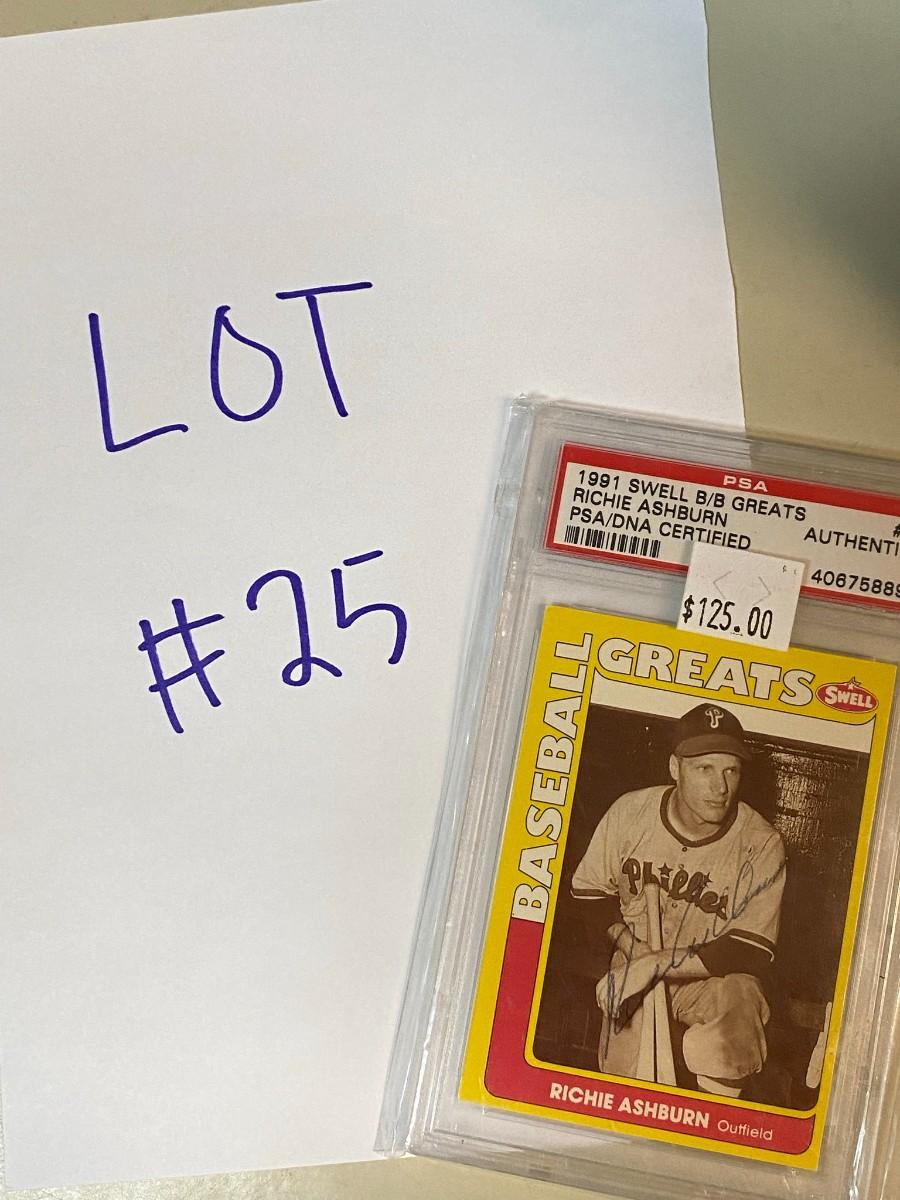 LOT
#25
PSA
1991 SWELL B/B GREATS
RICHIE ASHBURN
PSA/DNA CERTIFIED
AUTHENTI
40675889
$125.00
BASEBALL
GREATS
SWELL
Phillies
RICHIE ASHBURN Outfield